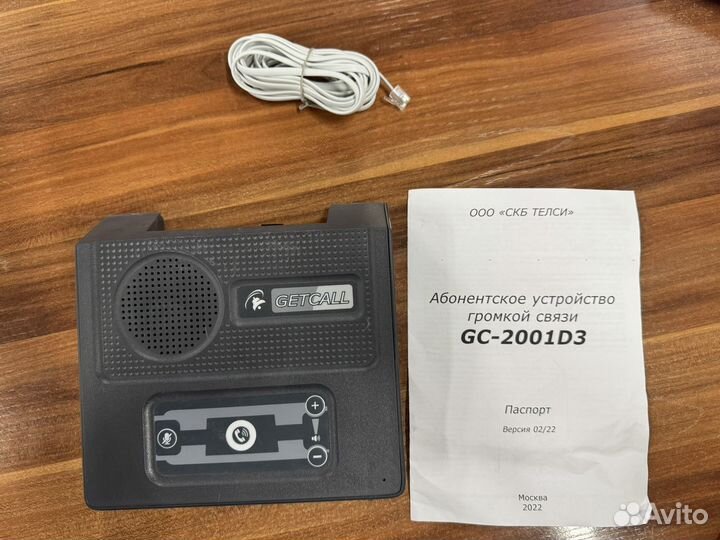 GETCALL
ООО «СКБ ТЕЛСИ»
Абонентское устройство
громкой связи
GC-2001D3
Паспорт
Версия 02/22
Москва
2022
Avito